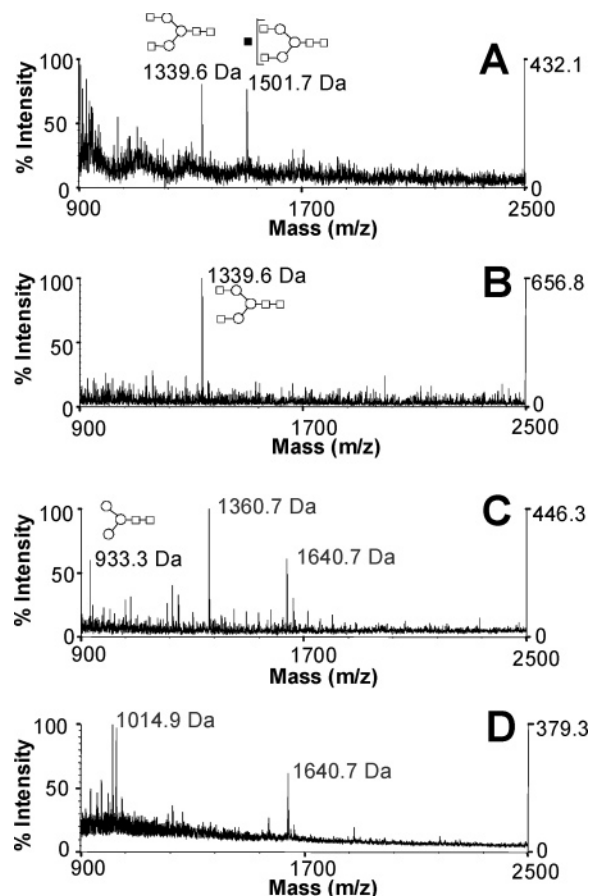 1339.6 Da
1501.7 Da
A
% Intensity
100
50
0
432.1
0
900
1700
2500
Mass (m/z)
1339.6 Da
B
% Intensity
100
50
0
656.8
0
900
1700
2500
Mass (m/z)
933.3 Da
1360.7 Da
1640.7 Da
C
% Intensity
100
50
0
446.3
0
900
1700
2500
Mass (m/z)
1014.9 Da
1640.7 Da
D
% Intensity
100
50
0
379.3
0
900
1700
2500
Mass (m/z)